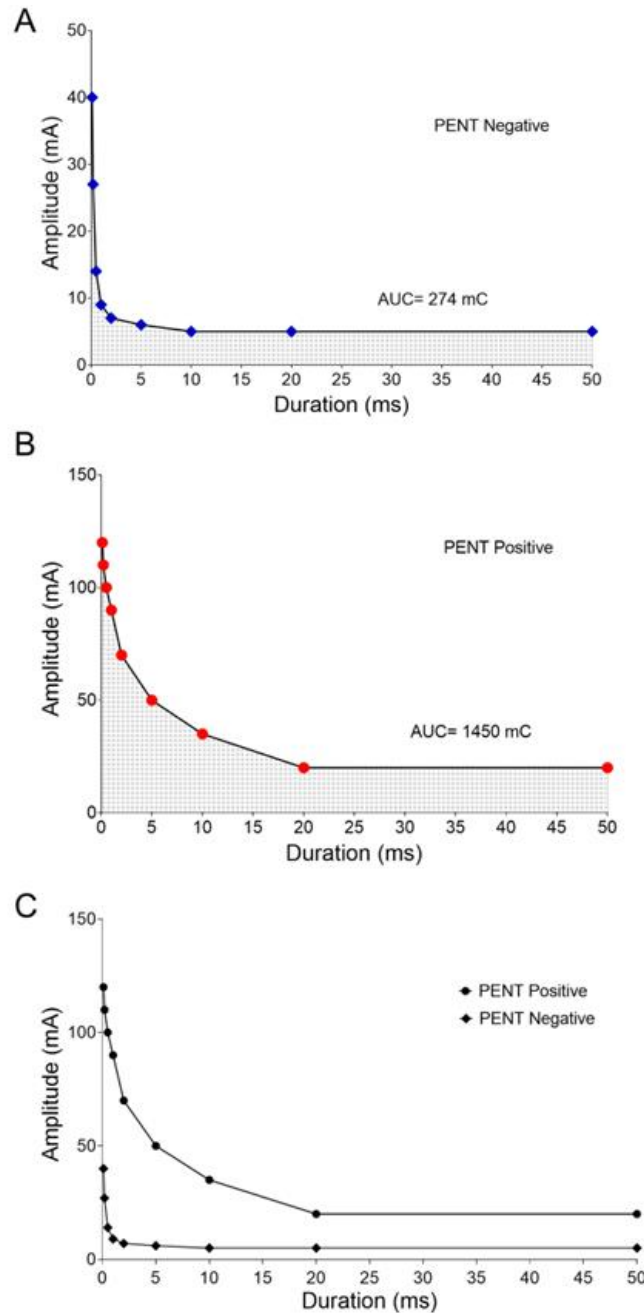 A
50
40
30
20
10
0
Amplitude (mA)
PENT Negative
AUC= 274 mC
0 5 10 15 20 25 30 35 40 45 50
Duration (ms)
B
150
100
50
0
Amplitude (mA)
PENT Positive
AUC= 1450 mC
0 5 10 15 20 25 30 35 40 45 50
Duration (ms)
C
150
100
50
0
Amplitude (mA)
PENT Positive
PENT Negative
0 5 10 15 20 25 30 35 40 45 50
Duration (ms)